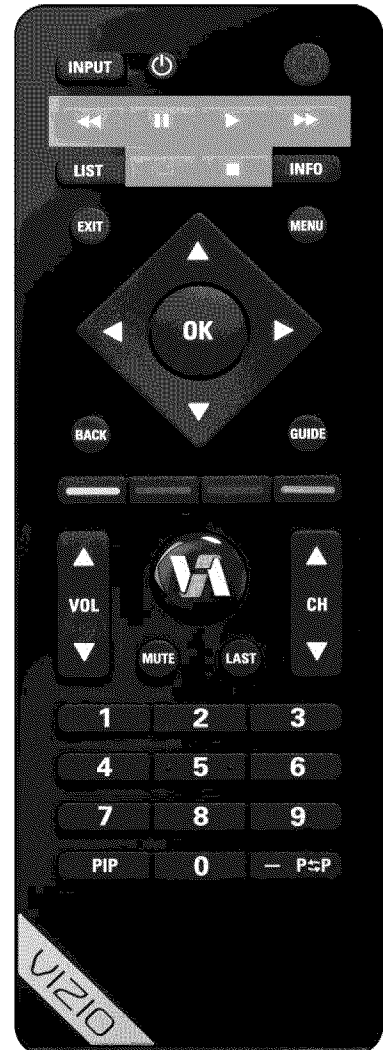 INPUT
LIST INFO
EXIT MENU
OK
BACK GUIDE
VOL CH
MUTE LAST
1 2 3
4 5 6
7 8 9
PIP 0 — P⇆P
VIZIO